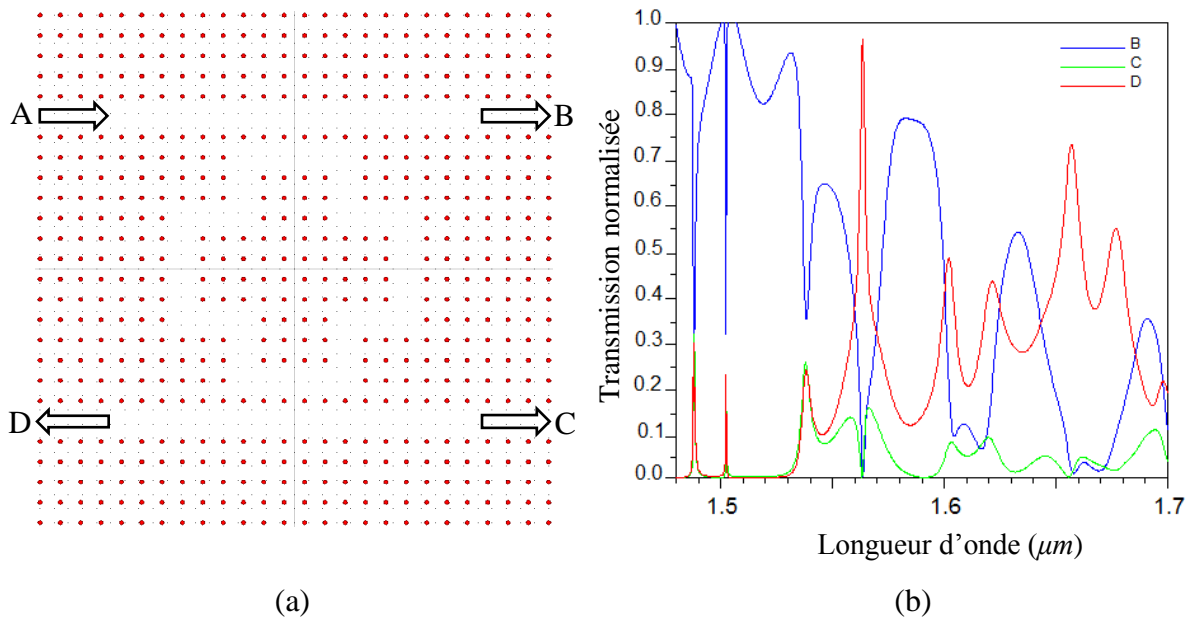 A
B
D
C
(a)
Transmission normalisée
1.0
0.9
0.8
0.7
0.6
0.5
0.4
0.3
0.2
0.1
0.0
B
C
D
1.5
1.6
1.7
Longueur d’onde (μm)
(b)